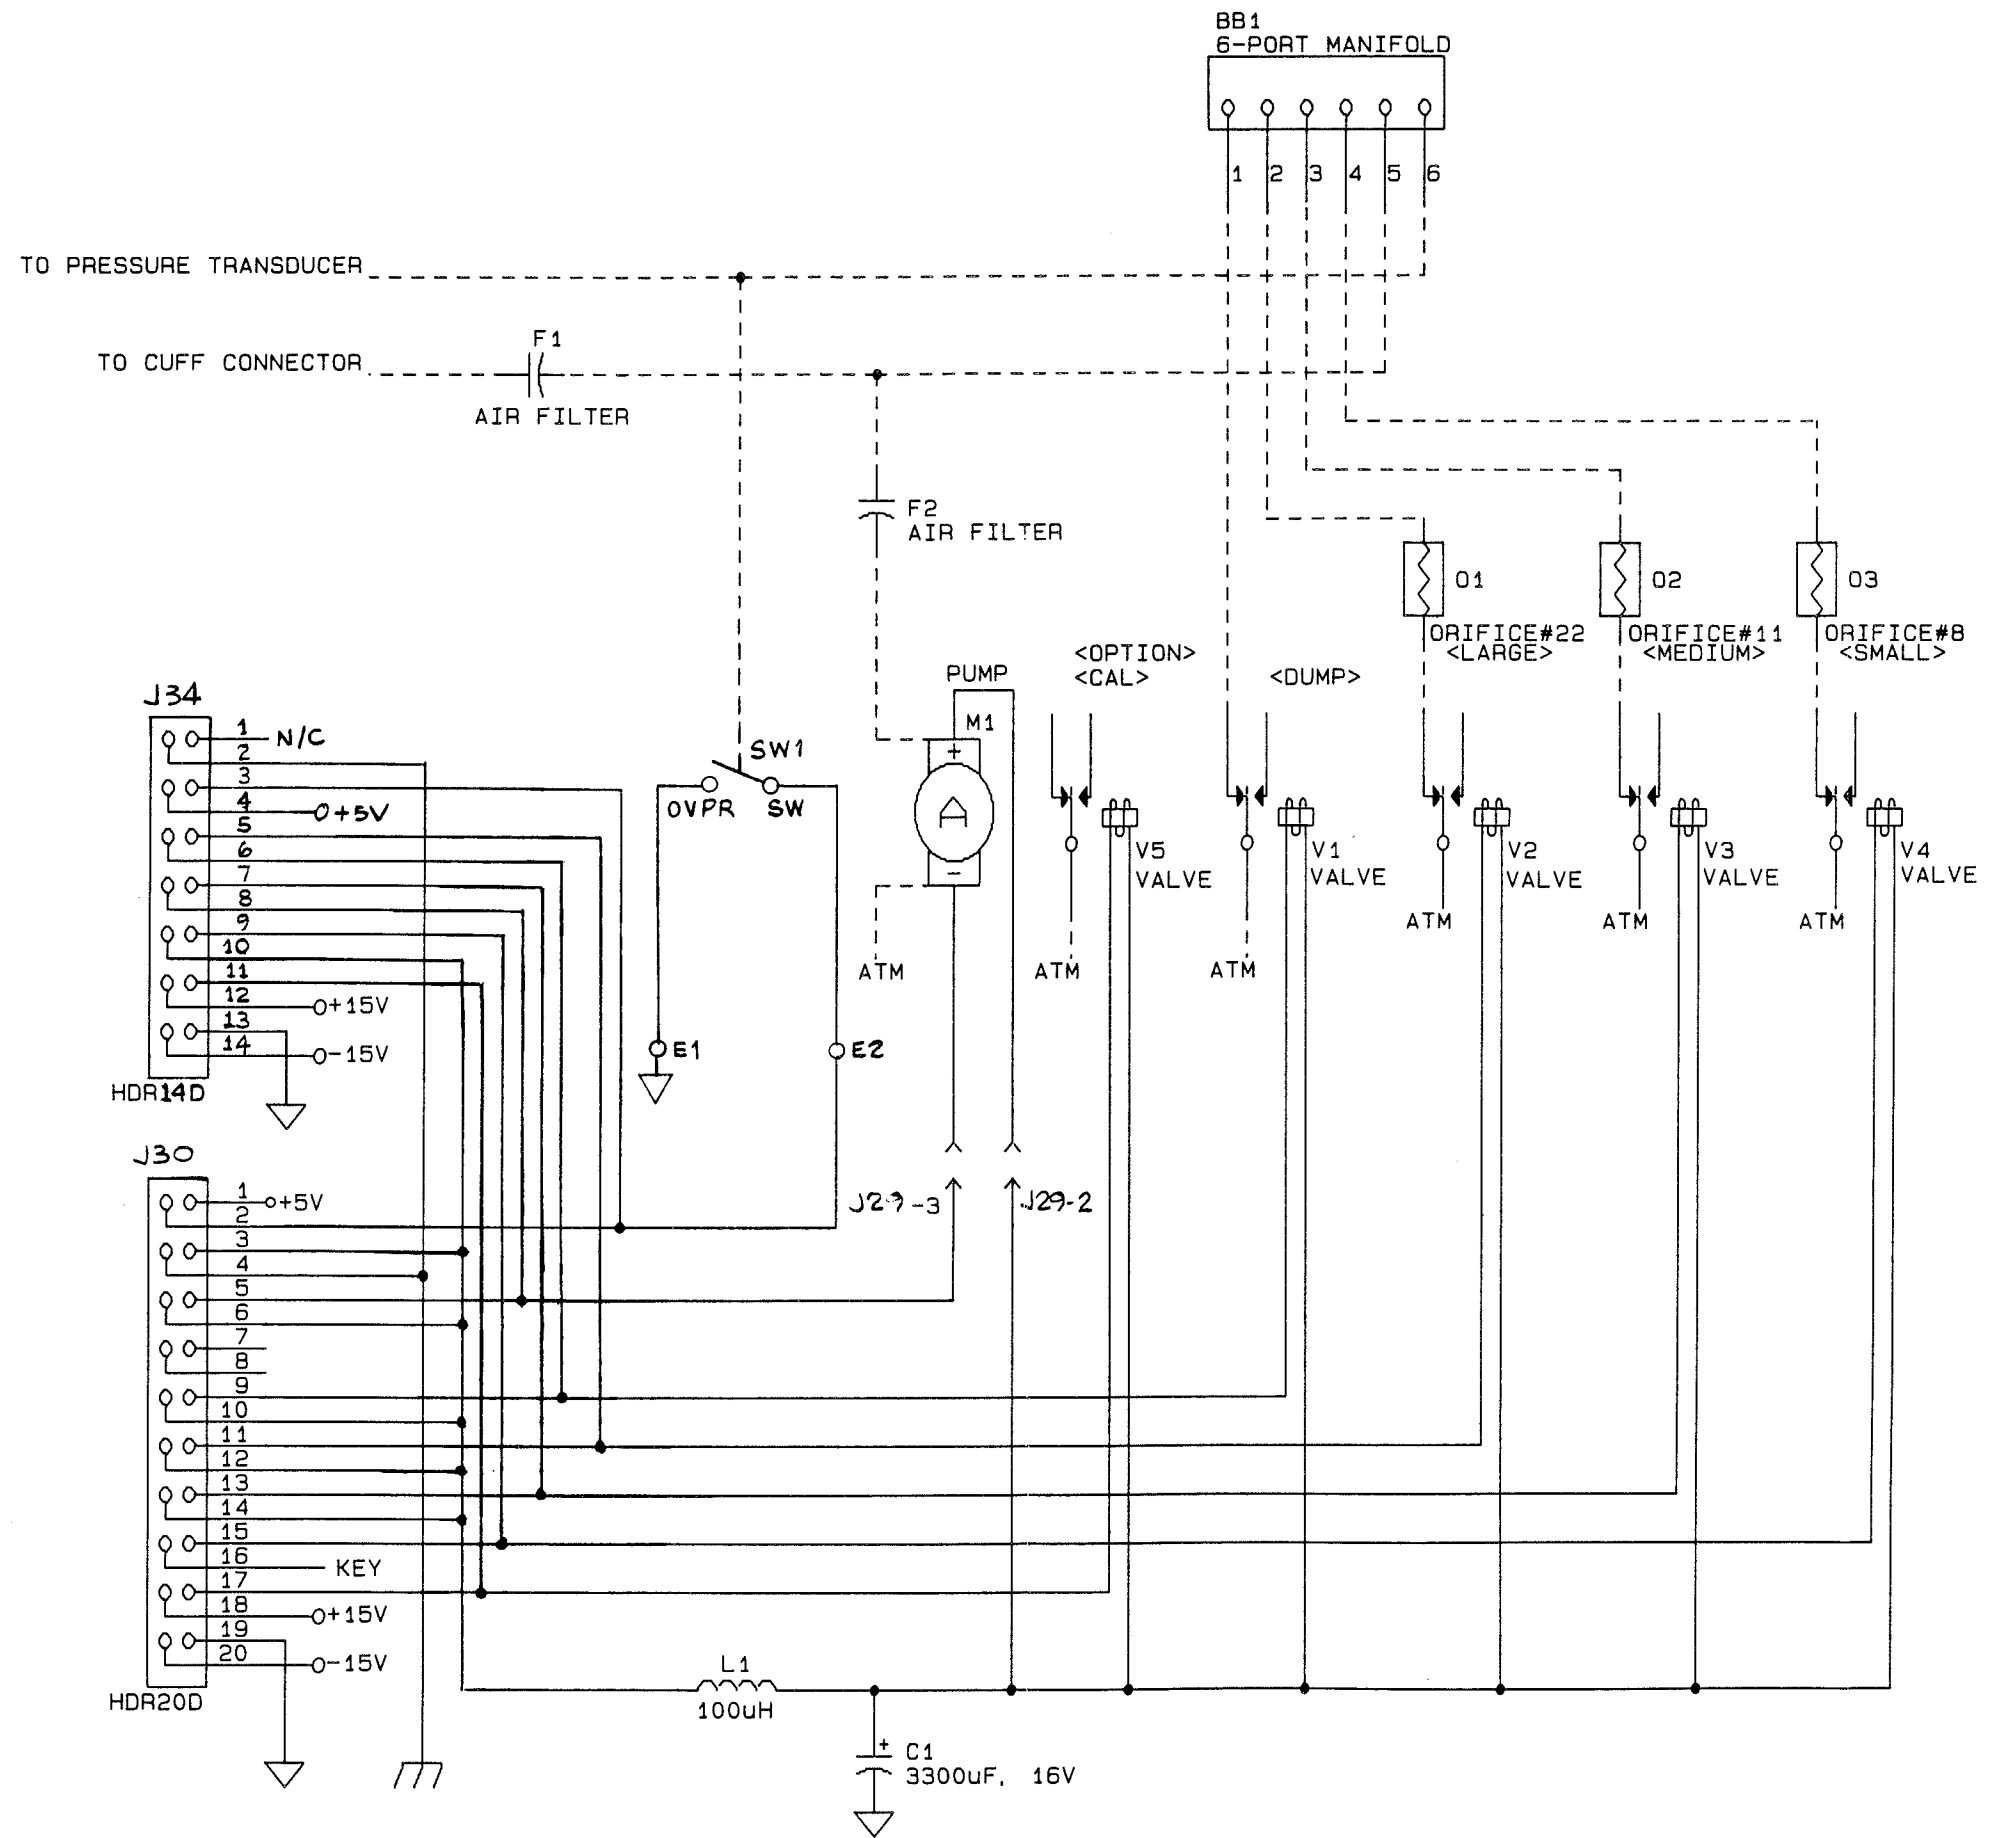 BB1
6-PORT MANIFOLD
1 2 3 4 5 6
TO PRESSURE TRANSDUCER
F1
TO CUFF CONNECTOR
AIR FILTER
F2
AIR FILTER
O1
ORIFICE#22
<LARGE>
O2
ORIFICE#11
<MEDIUM>
O3
ORIFICE#8
<SMALL>
<OPTION>
<CAL>
<DUMP>
PUMP
M1
+
-
SW1
OVPR
SW
V5
VALVE
V1
VALVE
V2
VALVE
V3
VALVE
V4
VALVE
ATM
ATM
ATM
ATM
ATM
ATM
E1
E2
J29-3
J29-2
J34
1 N/C
2
3
4 +5V
5
6
7
8
9
10
11
12 +15V
13
14 -15V
HDR14D
J30
1 +5V
2
3
4
5
6
7
8
9
10
11
12
13
14
15
16 KEY
17
18 +15V
19
20 -15V
HDR20D
L1
100uH
+
C1
3300uF, 16V